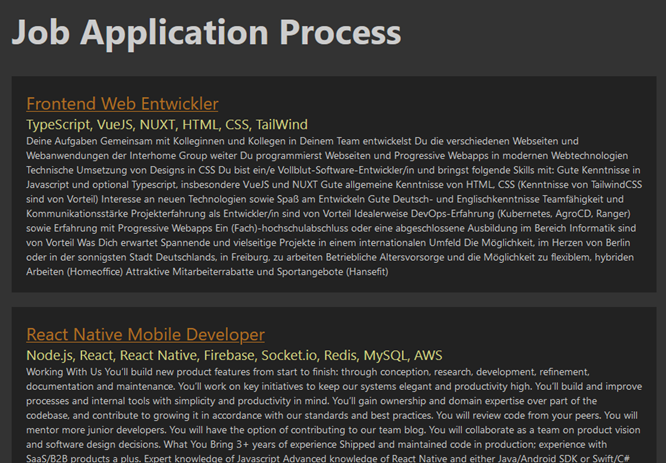 Job Application Process
Frontend Web Entwickler
TypeScript, VueJS, NUXT, HTML, CSS, TailWind
Deine Aufgaben Gemeinsam mit Kolleginnen und Kollegen in Deinem Team entwickelst Du die verschiedenen Webseiten und
Webanwendungen der Interhome Group weiter Du programmierst Webseiten und Progressive Webapps in modernen Webtechnologien
Technische Umsetzung von Designs in CSS Du bist ein/e Vollblut-Software-Entwickler/in und bringst folgende Skills mit: Gute Kenntnisse in
Javascript und optional Typescript, insbesondere VueJS und NUXT Gute allgemeine Kenntnisse von HTML, CSS (Kenntnisse von TailwindCSS
sind von Vorteil) Interesse an neuen Technologien sowie Spaß am Entwickeln Gute Deutsch- und Englischkenntnisse Teamfähigkeit und
Kommunikationsstärke Projekterfahrung als Entwickler/in sind von Vorteil Idealerweise DevOps-Erfahrung (Kubernetes, AgroCD, Ranger)
sowie Erfahrung mit Progressive Webapps Ein (Fach)-hochschulabschluss oder eine abgeschlossene Ausbildung im Bereich Informatik sind
von Vorteil Was Dich erwartet Spannende und vielseitige Projekte in einem internationalen Umfeld Die Möglichkeit, im Herzen von Berlin
oder in der sonnigsten Stadt Deutschlands, in Freiburg, zu arbeiten Betriebliche Altersvorsorge und die Möglichkeit zu flexiblem, hybriden
Arbeiten (Homeoffice) Attraktive Mitarbeiterrabatte und Sportangebote (Hansefit)
React Native Mobile Developer
Node.js, React, React Native, Firebase, Socket.io, Redis, MySQL, AWS
Working With Us You'll build new product features from start to finish: through conception, research, development, refinement,
documentation and maintenance. You'll work on key initiatives to keep our systems elegant and productivity high. You'll build and improve
processes and internal tools with simplicity and productivity in mind. You'll gain ownership and domain expertise over part of the
codebase, and contribute to growing it in accordance with our standards and best practices. You will review code from your peers. You will
mentor more junior developers. You will have the option of contributing to our team blog. You will collaborate as a team on product vision
and software design decisions. What You Bring 3+ years of experience Shipped and maintained code in production; experience with
SaaS/B2B products a plus. Expert knowledge of Javascript Advanced knowledge of React Native and either Java/Android SDK or Swift/C#